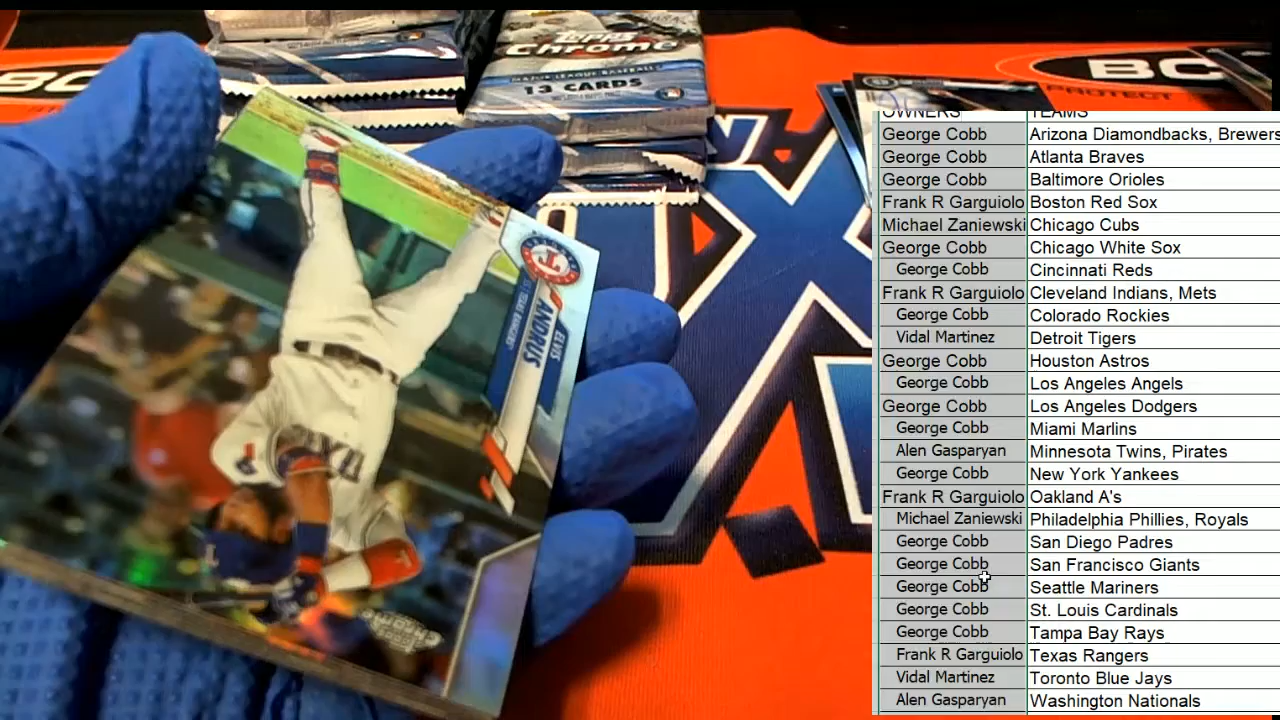 Topps
Chrome
MAJOR LEAGUE BASEBALL
13 CARDS
BC
PROTECT
ELVIS
ANDRUS
TEXAS RANGERS
OWNERS TEAMS
George Cobb Arizona Diamondbacks, Brewers
George Cobb Atlanta Braves
George Cobb Baltimore Orioles
Frank R Garguiolo Boston Red Sox
Michael Zaniewski Chicago Cubs
George Cobb Chicago White Sox
George Cobb Cincinnati Reds
Frank R Garguiolo Cleveland Indians, Mets
George Cobb Colorado Rockies
Vidal Martinez Detroit Tigers
George Cobb Houston Astros
George Cobb Los Angeles Angels
George Cobb Los Angeles Dodgers
George Cobb Miami Marlins
Alen Gasparyan Minnesota Twins, Pirates
George Cobb New York Yankees
Frank R Garguiolo Oakland A's
Michael Zaniewski Philadelphia Phillies, Royals
George Cobb San Diego Padres
George Cobb San Francisco Giants
George Cobb Seattle Mariners
George Cobb St. Louis Cardinals
George Cobb Tampa Bay Rays
Frank R Garguiolo Texas Rangers
Vidal Martinez Toronto Blue Jays
Alen Gasparyan Washington Nationals